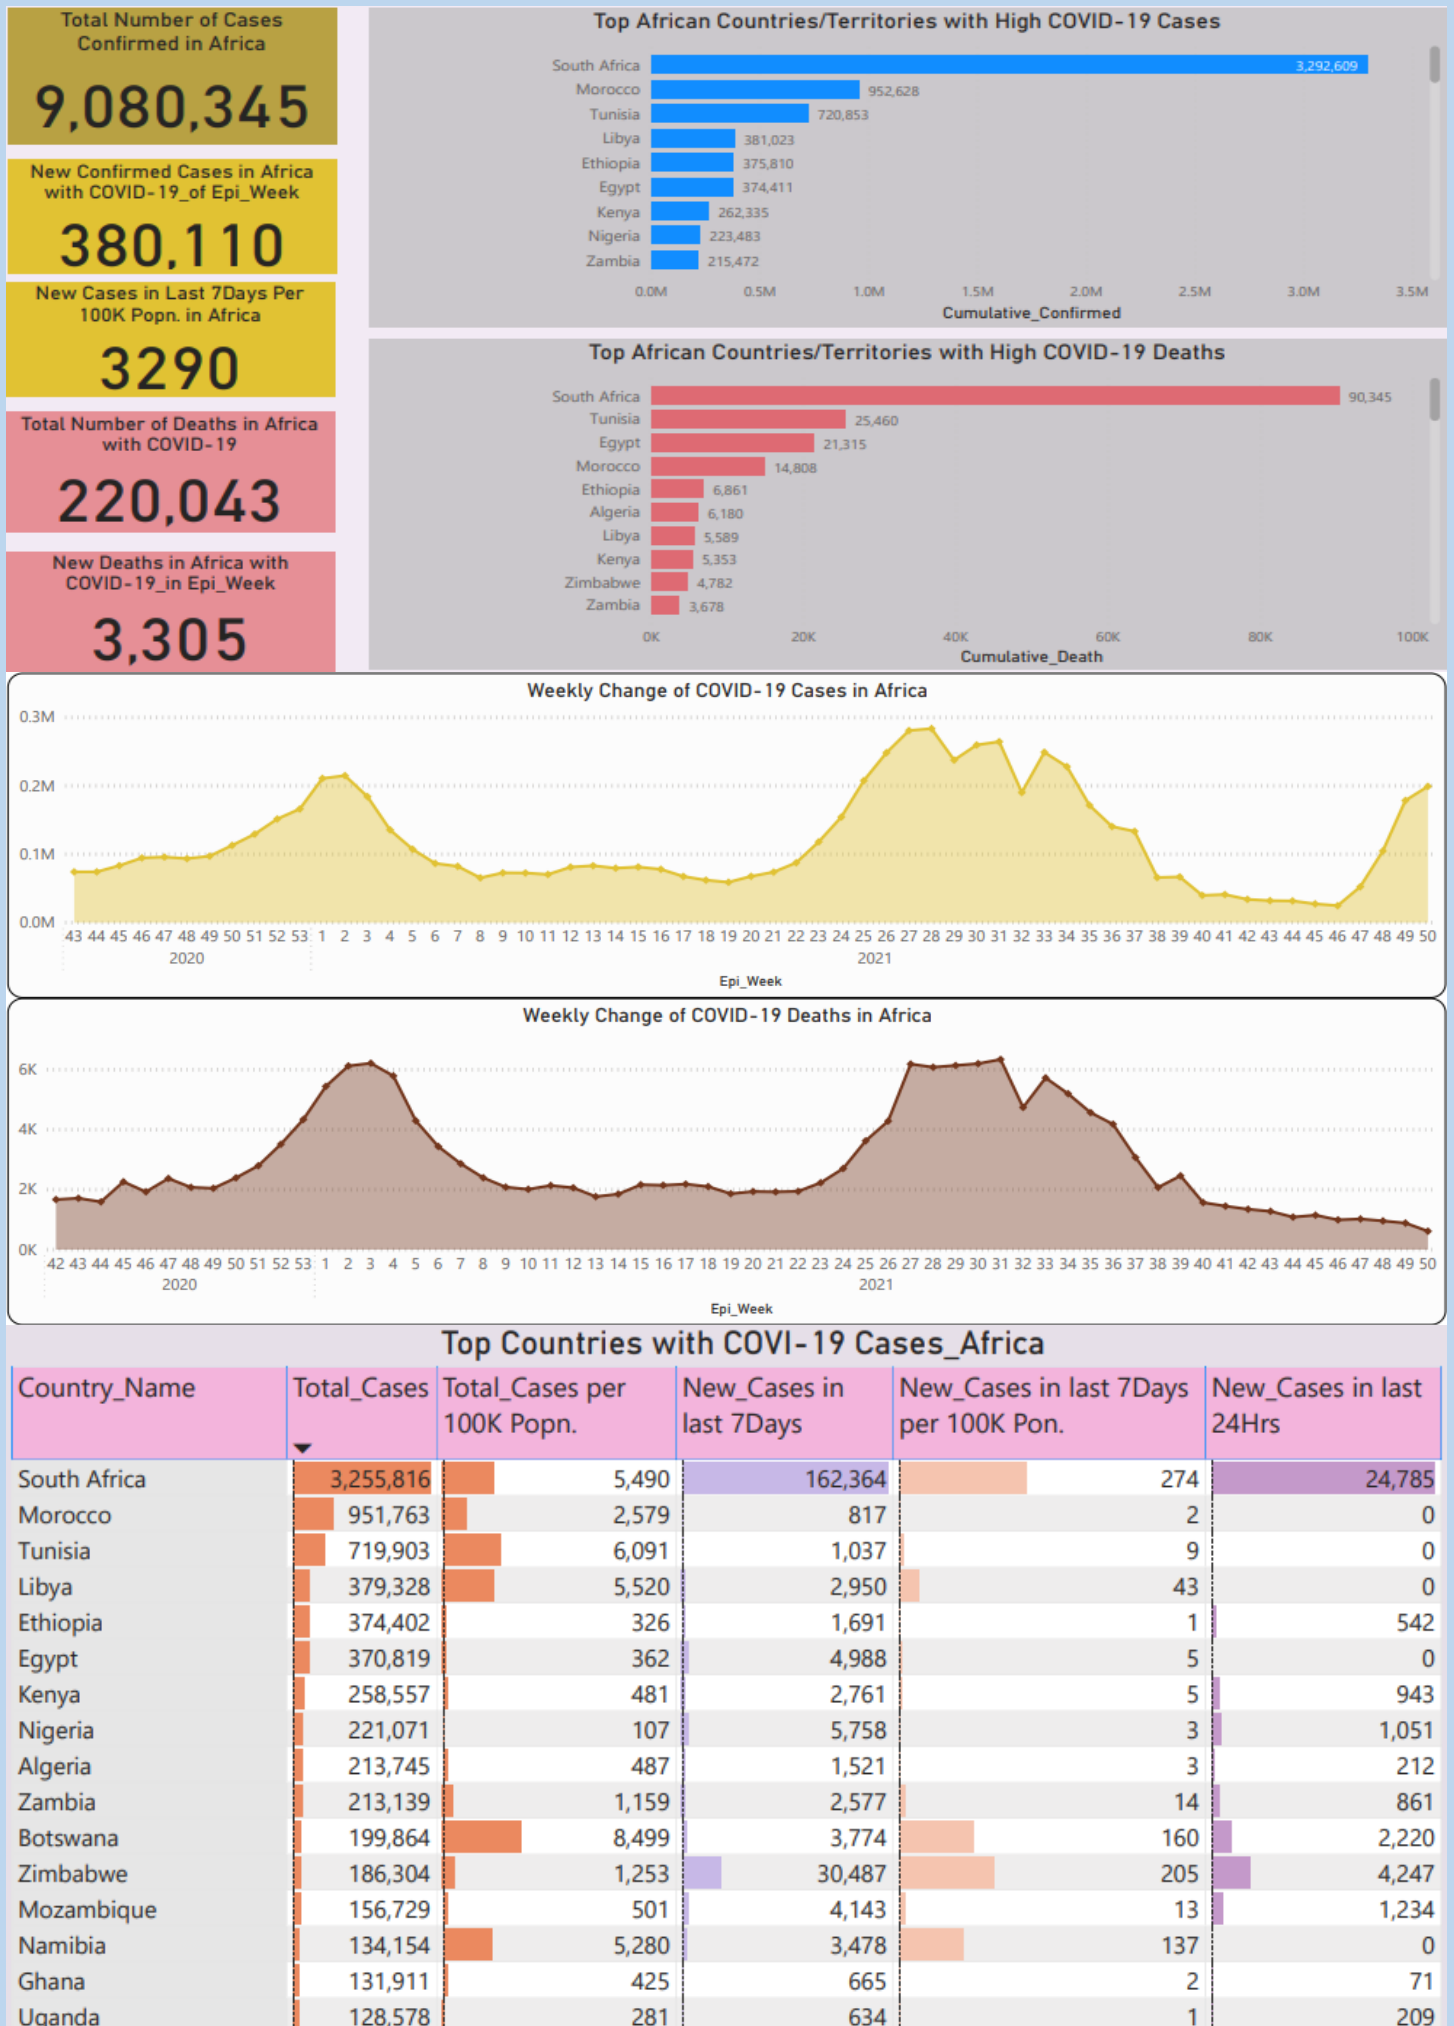 Total Number of Cases
Confirmed in Africa
9,080,345
New Confirmed Cases in Africa
with COVID-19_of Epi_Week
380,110
New Cases in Last 7Days Per
100K Popn. in Africa
3290
Total Number of Deaths in Africa
with COVID-19
220,043
New Deaths in Africa with
COVID-19_in Epi_Week
3,305
Top African Countries/Territories with High COVID-19 Cases
South Africa 3,292,609
Morocco 952,628
Tunisia 720,853
Libya 381,023
Ethiopia 375,810
Egypt 374,411
Kenya 262,335
Nigeria 223,483
Zambia 215,472
0.0M 0.5M 1.0M 1.5M 2.0M 2.5M 3.0M 3.5M
Cumulative_Confirmed
Top African Countries/Territories with High COVID-19 Deaths
South Africa 90,345
Tunisia 25,460
Egypt 21,315
Morocco 14,808
Ethiopia 6,861
Algeria 6,180
Libya 5,589
Kenya 5,353
Zimbabwe 4,782
Zambia 3,678
0K 20K 40K 60K 80K 100K
Cumulative_Death
Weekly Change of COVID-19 Cases in Africa
0.3M
0.2M
0.1M
0.0M
43 44 45 46 47 48 49 50 51 52 53 1 2 3 4 5 6 7 8 9 10 11 12 13 14 15 16 17 18 19 20 21 22 23 24 25 26 27 28 29 30 31 32 33 34 35 36 37 38 39 40 41 42 43 44 45 46 47 48 49 50
2020 2021
Epi_Week
Weekly Change of COVID-19 Deaths in Africa
6K
4K
2K
0K
42 43 44 45 46 47 48 49 50 51 52 53 1 2 3 4 5 6 7 8 9 10 11 12 13 14 15 16 17 18 19 20 21 22 23 24 25 26 27 28 29 30 31 32 33 34 35 36 37 38 39 40 41 42 43 44 45 46 47 48 49 50
2020 2021
Epi_Week
Top Countries with COVI-19 Cases_Africa
Country_Name Total_Cases Total_Cases per New_Cases in New_Cases in last 7Days New_Cases in last
100K Popn. last 7Days per 100K Pon. 24Hrs
South Africa 3,255,816 5,490 162,364 274 24,785
Morocco 951,763 2,579 817 2 0
Tunisia 719,903 6,091 1,037 9 0
Libya 379,328 5,520 2,950 43 0
Ethiopia 374,402 326 1,691 1 542
Egypt 370,819 362 4,988 5 0
Kenya 258,557 481 2,761 5 943
Nigeria 221,071 107 5,758 3 1,051
Algeria 213,745 487 1,521 3 212
Zambia 213,139 1,159 2,577 14 861
Botswana 199,864 8,499 3,774 160 2,220
Zimbabwe 186,304 1,253 30,487 205 4,247
Mozambique 156,729 501 4,143 13 1,234
Namibia 134,154 5,280 3,478 137 0
Ghana 131,911 425 665 2 71
Uganda 128,578 281 634 1 209